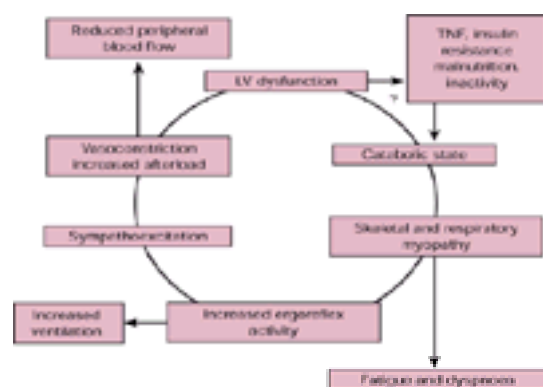 Reduced peripheral
blood flow
TNF, insulin
resistance
malnutrition,
inactivity
LV dysfunction
?
Vasoconstriction
increased afterload
Catabolic state
Sympathoexcitation
Skeletal and respiratory
myopathy
Increased ergoreflex
activity
Increased
ventilation
Fatigue and dyspnoea